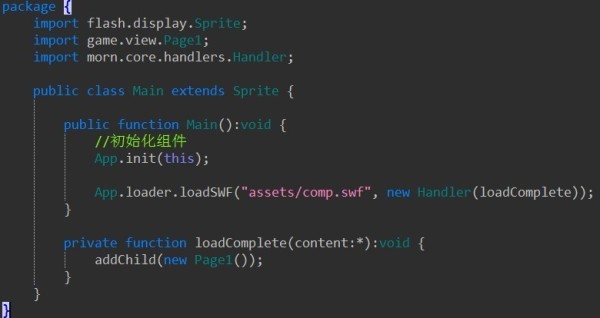 package {
    import flash.display.Sprite;
    import game.view.Page1;
    import morn.core.handlers.Handler;
    public class Main extends Sprite {
        public function Main():void {
            //初始化组件
            App.init(this);
            App.loader.loadSWF("assets/comp.swf", new Handler(loadComplete));
        }
        private function loadComplete(content:*):void {
            addChild(new Page1());
        }
    }
}